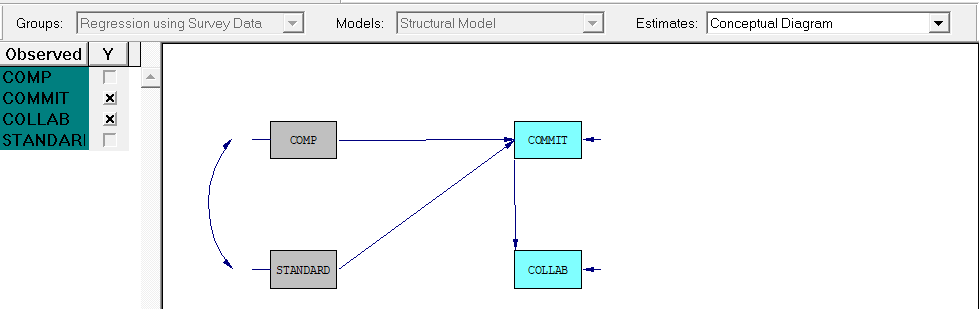 Groups: Regression using Survey Data Models: Structural Model Estimates: Conceptual Diagram
Observed Y
COMP
COMMIT
COLLAB
STANDARI
COMP COMMIT
STANDARD COLLAB